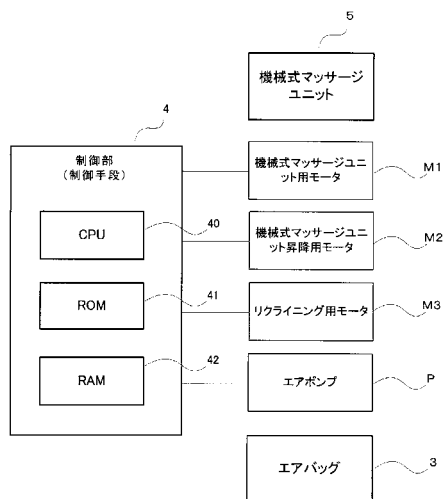 5
機械式マッサージ
ユニット
4
制御部
(制御手段)
機械式マッサージユニ
ット用モータ
M1
CPU
40
機械式マッサージユニ
ット昇降用モータ
M2
ROM
41
リクライニング用モータ
M3
RAM
42
エアポンプ
P
エアバッグ
3